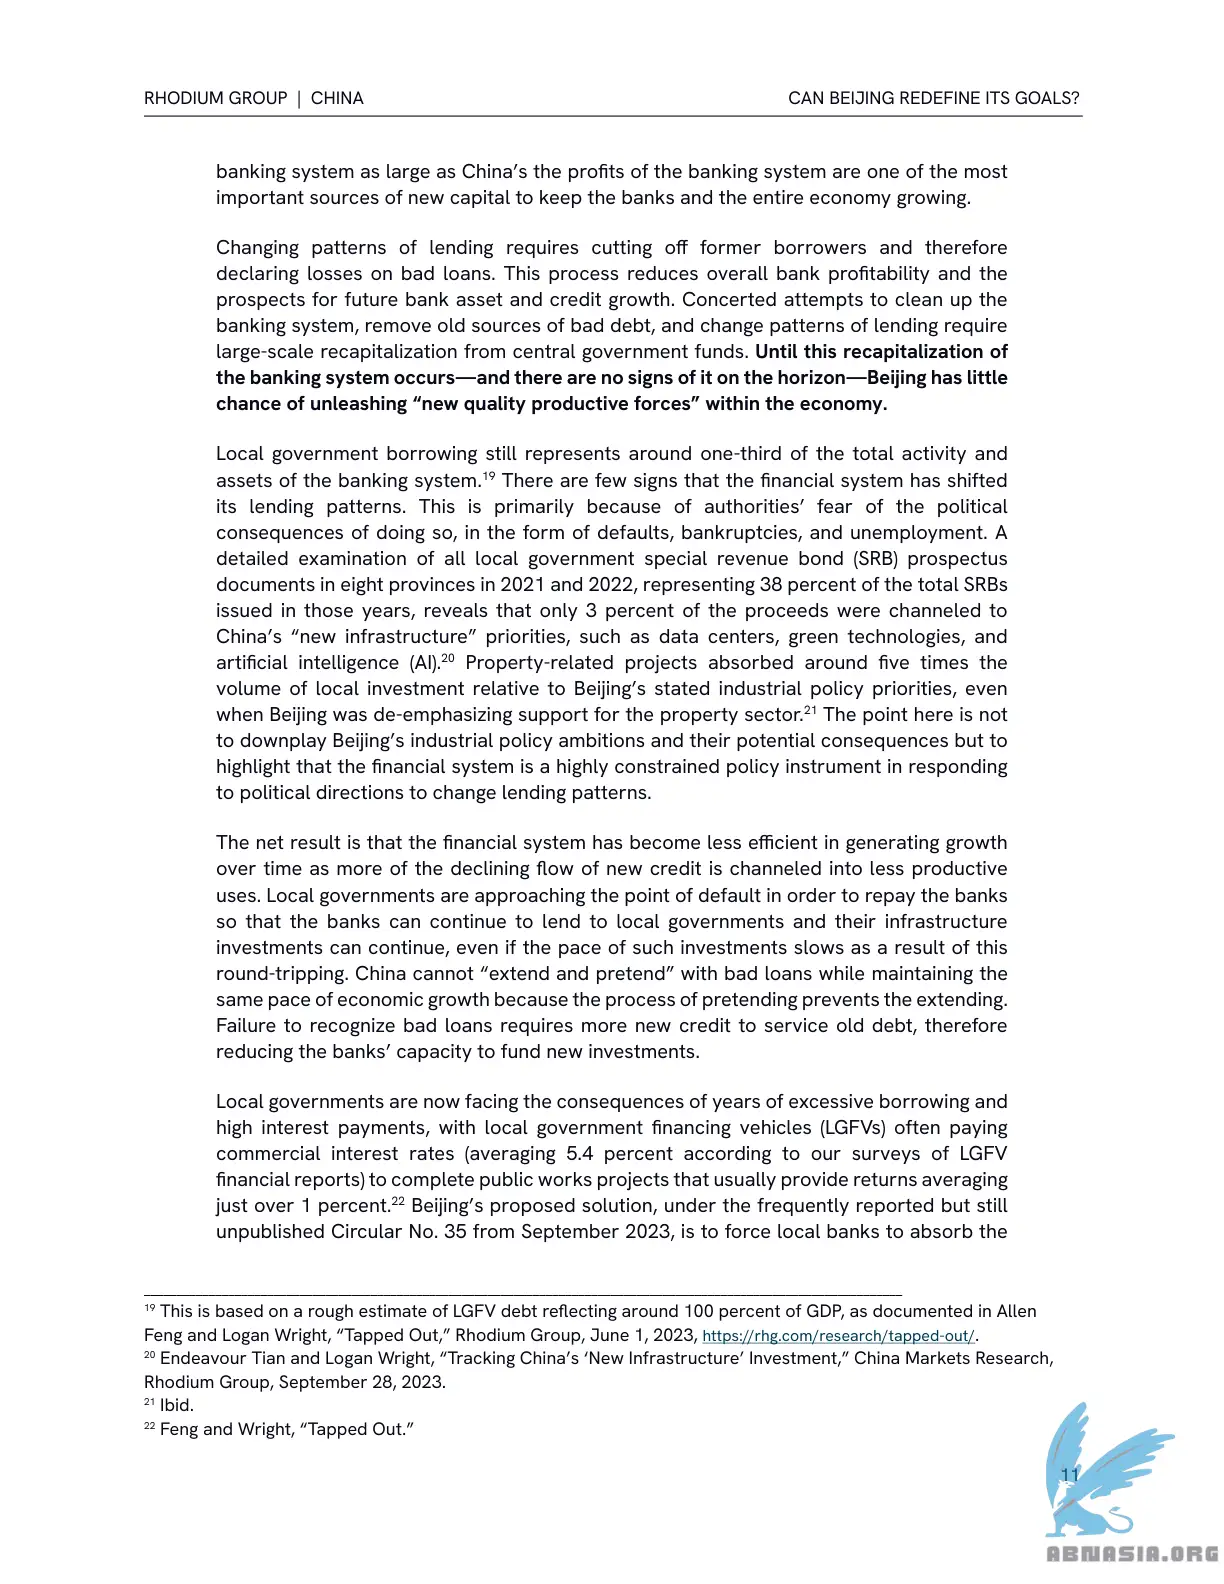 RHODIUM GROUP | CHINA
CAN BEIJING REDEFINE ITS GOALS?
banking system as large as China’s the profits of the banking system are one of the most
important sources of new capital to keep the banks and the entire economy growing.
Changing patterns of lending requires cutting off former borrowers and therefore
declaring losses on bad loans. This process reduces overall bank profitability and the
prospects for future bank asset and credit growth. Concerted attempts to clean up the
banking system, remove old sources of bad debt, and change patterns of lending require
large-scale recapitalization from central government funds. Until this recapitalization of
the banking system occurs—and there are no signs of it on the horizon—Beijing has little
chance of unleashing “new quality productive forces” within the economy.
Local government borrowing still represents around one-third of the total activity and
assets of the banking system.19 There are few signs that the financial system has shifted
its lending patterns. This is primarily because of authorities’ fear of the political
consequences of doing so, in the form of defaults, bankruptcies, and unemployment. A
detailed examination of all local government special revenue bond (SRB) prospectus
documents in eight provinces in 2021 and 2022, representing 38 percent of the total SRBs
issued in those years, reveals that only 3 percent of the proceeds were channeled to
China’s “new infrastructure” priorities, such as data centers, green technologies, and
artificial intelligence (AI).20 Property-related projects absorbed around five times the
volume of local investment relative to Beijing’s stated industrial policy priorities, even
when Beijing was de-emphasizing support for the property sector.21 The point here is not
to downplay Beijing’s industrial policy ambitions and their potential consequences but to
highlight that the financial system is a highly constrained policy instrument in responding
to political directions to change lending patterns.
The net result is that the financial system has become less efficient in generating growth
over time as more of the declining flow of new credit is channeled into less productive
uses. Local governments are approaching the point of default in order to repay the banks
so that the banks can continue to lend to local governments and their infrastructure
investments can continue, even if the pace of such investments slows as a result of this
round-tripping. China cannot “extend and pretend” with bad loans while maintaining the
same pace of economic growth because the process of pretending prevents the extending.
Failure to recognize bad loans requires more new credit to service old debt, therefore
reducing the banks’ capacity to fund new investments.
Local governments are now facing the consequences of years of excessive borrowing and
high interest payments, with local government financing vehicles (LGFVs) often paying
commercial interest rates (averaging 5.4 percent according to our surveys of LGFV
financial reports) to complete public works projects that usually provide returns averaging
just over 1 percent.22 Beijing’s proposed solution, under the frequently reported but still
unpublished Circular No. 35 from September 2023, is to force local banks to absorb the
19 This is based on a rough estimate of LGFV debt reflecting around 100 percent of GDP, as documented in Allen
Feng and Logan Wright, “Tapped Out,” Rhodium Group, June 1, 2023, https://rhg.com/research/tapped-out/.
20 Endeavour Tian and Logan Wright, “Tracking China’s ‘New Infrastructure’ Investment,” China Markets Research,
Rhodium Group, September 28, 2023.
21 Ibid.
22 Feng and Wright, “Tapped Out.”
11
ABNASIA.ORG